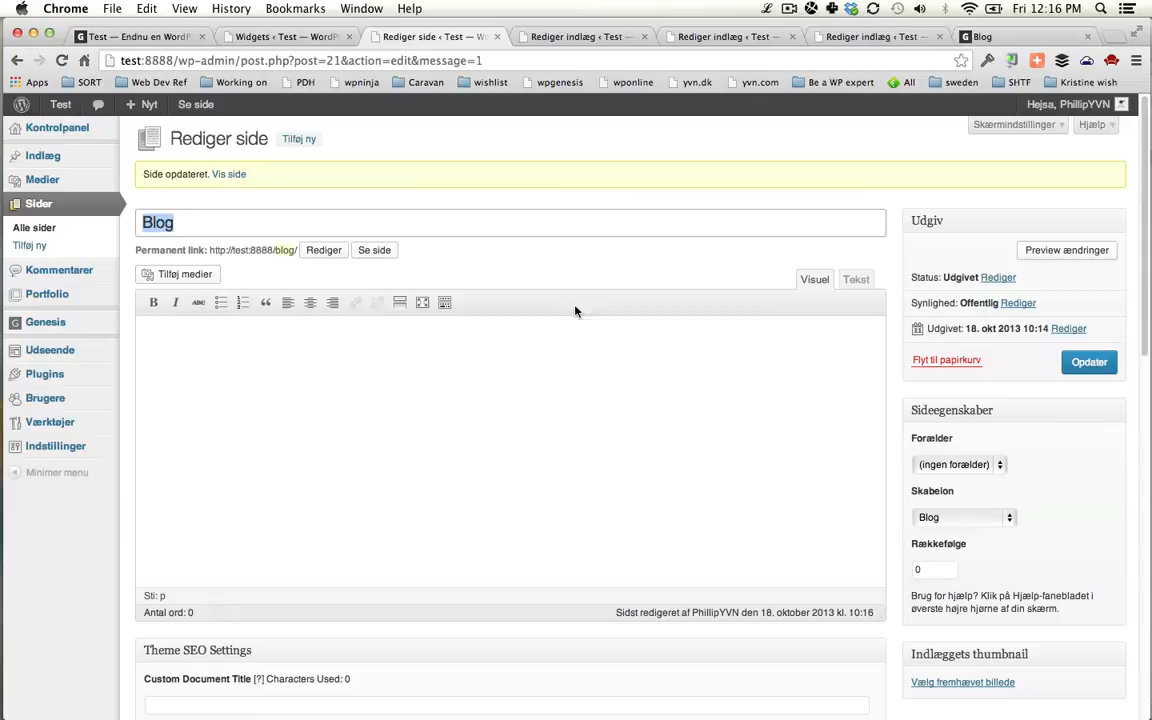 Chrome File Edit View History Bookmarks Window Help Fri 12:16 PM
Test — Endnu en WordP Widgets ‹ Test — WordP Rediger side ‹ Test — W Rediger indlæg ‹ Test — Rediger indlæg ‹ Test — Rediger indlæg ‹ Test — Blog
test:8888/wp-admin/post.php?post=21&action=edit&message=1
Apps SORT Web Dev Ref Working on PDH wpninja Caravan wishlist wpgenesis wponline yvn.dk yvn.com Be a WP expert All sweden SHTF Kristine wish
Test + Nyt Se side Hejsa, PhillipYVN
Kontrolpanel
Indlæg
Medier
Sider
Alle sider
Tilføj ny
Kommentarer
Portfolio
Genesis
Udseende
Plugins
Brugere
Værktøjer
Indstillinger
Minimer menu
Skærmindstillinger Hjælp
Rediger side Tilføj ny
Side opdateret. Vis side
Blog
Permanent link: http://test:8888/blog/ Rediger Se side
Tilføj medier
Visuel Tekst
B I ABC
Sti: p
Antal ord: 0 Sidst redigeret af PhillipYVN den 18. oktober 2013 kl. 10:16
Theme SEO Settings
Custom Document Title [?] Characters Used: 0
Udgiv
Preview ændringer
Status: Udgivet Rediger
Synlighed: Offentlig Rediger
Udgivet: 18. okt 2013 10:14 Rediger
Flyt til papirkurv Opdater
Sideegenskaber
Forælder
(ingen forælder)
Skabelon
Blog
Rækkefølge
0
Brug for hjælp? Klik på Hjælp-fanebladet i
øverste højre hjørne af din skærm.
Indlæggets thumbnail
Vælg fremhævet billede